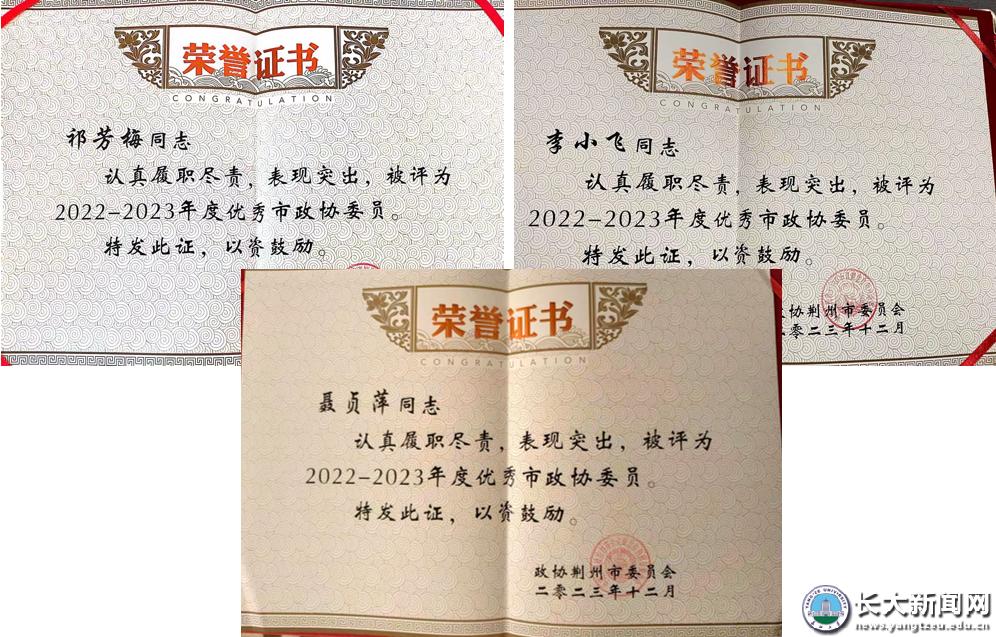 荣誉证书
CONGRATULATION
祁芳梅同志
认真履职尽责，表现突出，被评为
2022-2023年度优秀市政协委员。
特发此证，以资鼓励。
荣誉证书
CONGRATULATION
李小飞同志
认真履职尽责，表现突出，被评为
2022-2023年度优秀市政协委员。
特发此证，以资鼓励。
协荆州市委员会
二零二三年十二月
荣誉证书
CONGRATULATION
聂贞萍同志
认真履职尽责，表现突出，被评为
2022-2023年度优秀市政协委员。
特发此证，以资鼓励。
政协荆州市委员会
二零二三年十二月
长大新闻网
news.yangtzeu.edu.cn